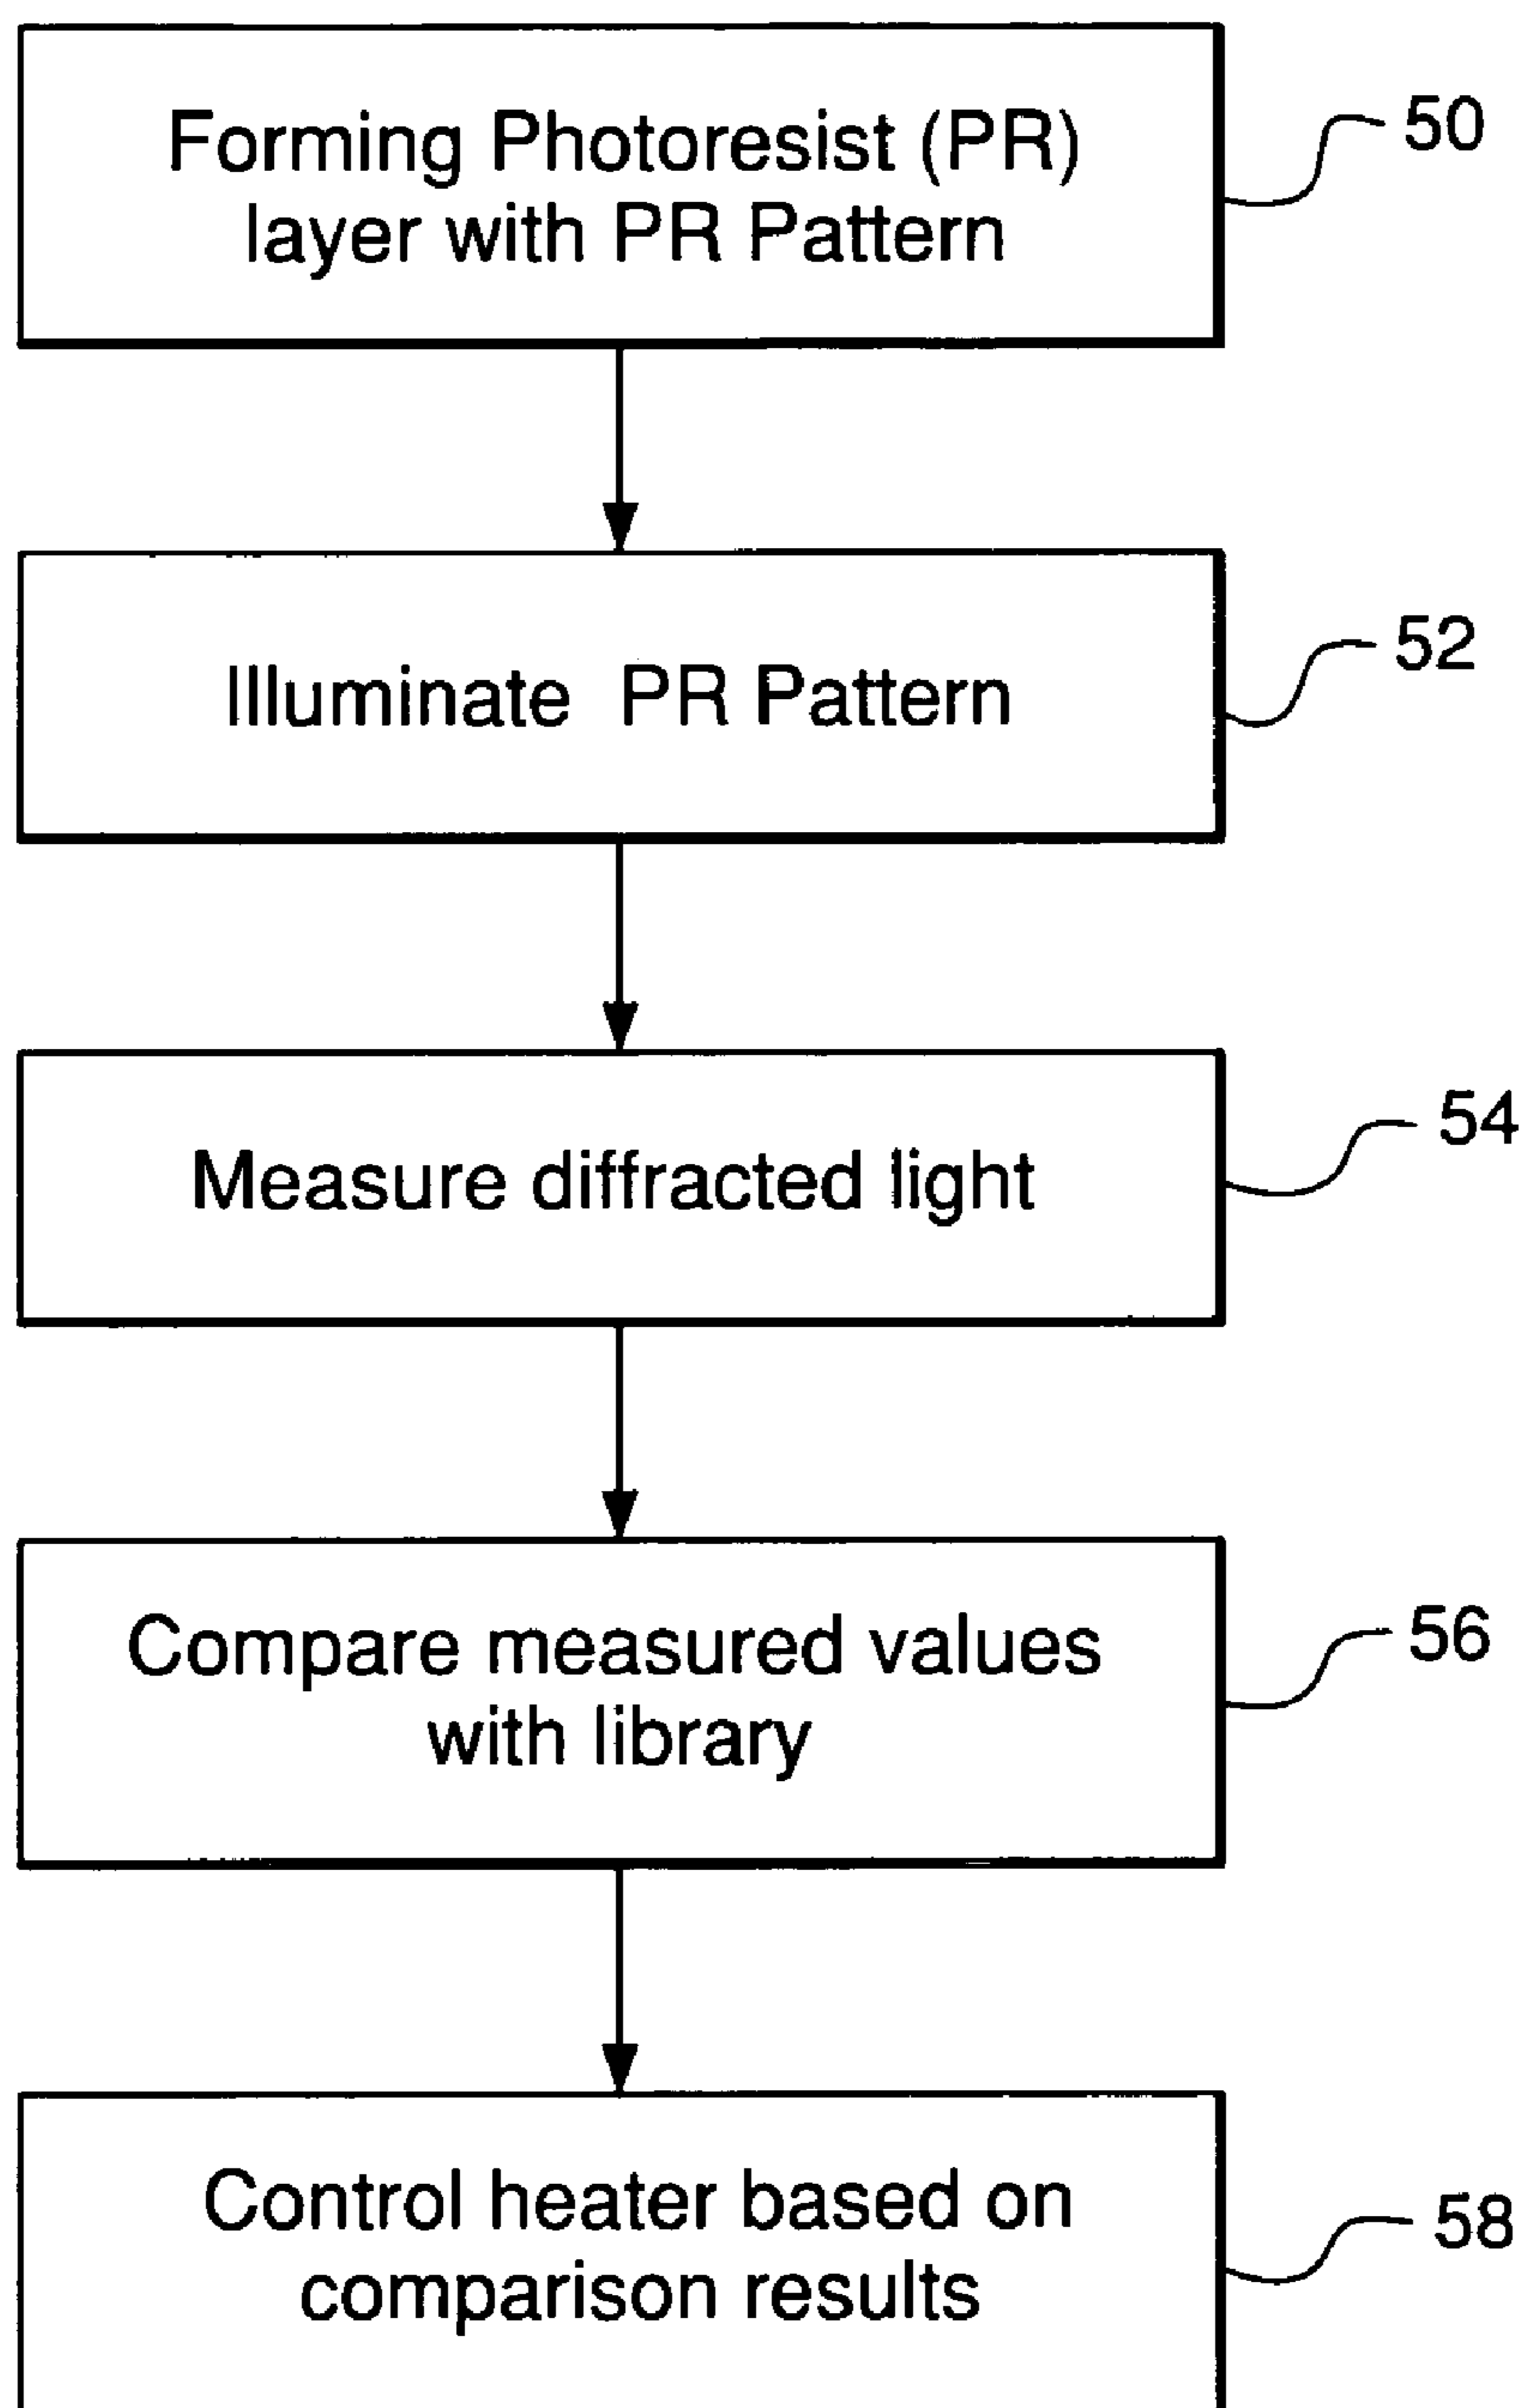 Forming Photoresist (PR)
layer with PR Pattern
50
Illuminate PR Pattern
52
Measure diffracted light
54
Compare measured values
with library
56
Control heater based on
comparison results
58